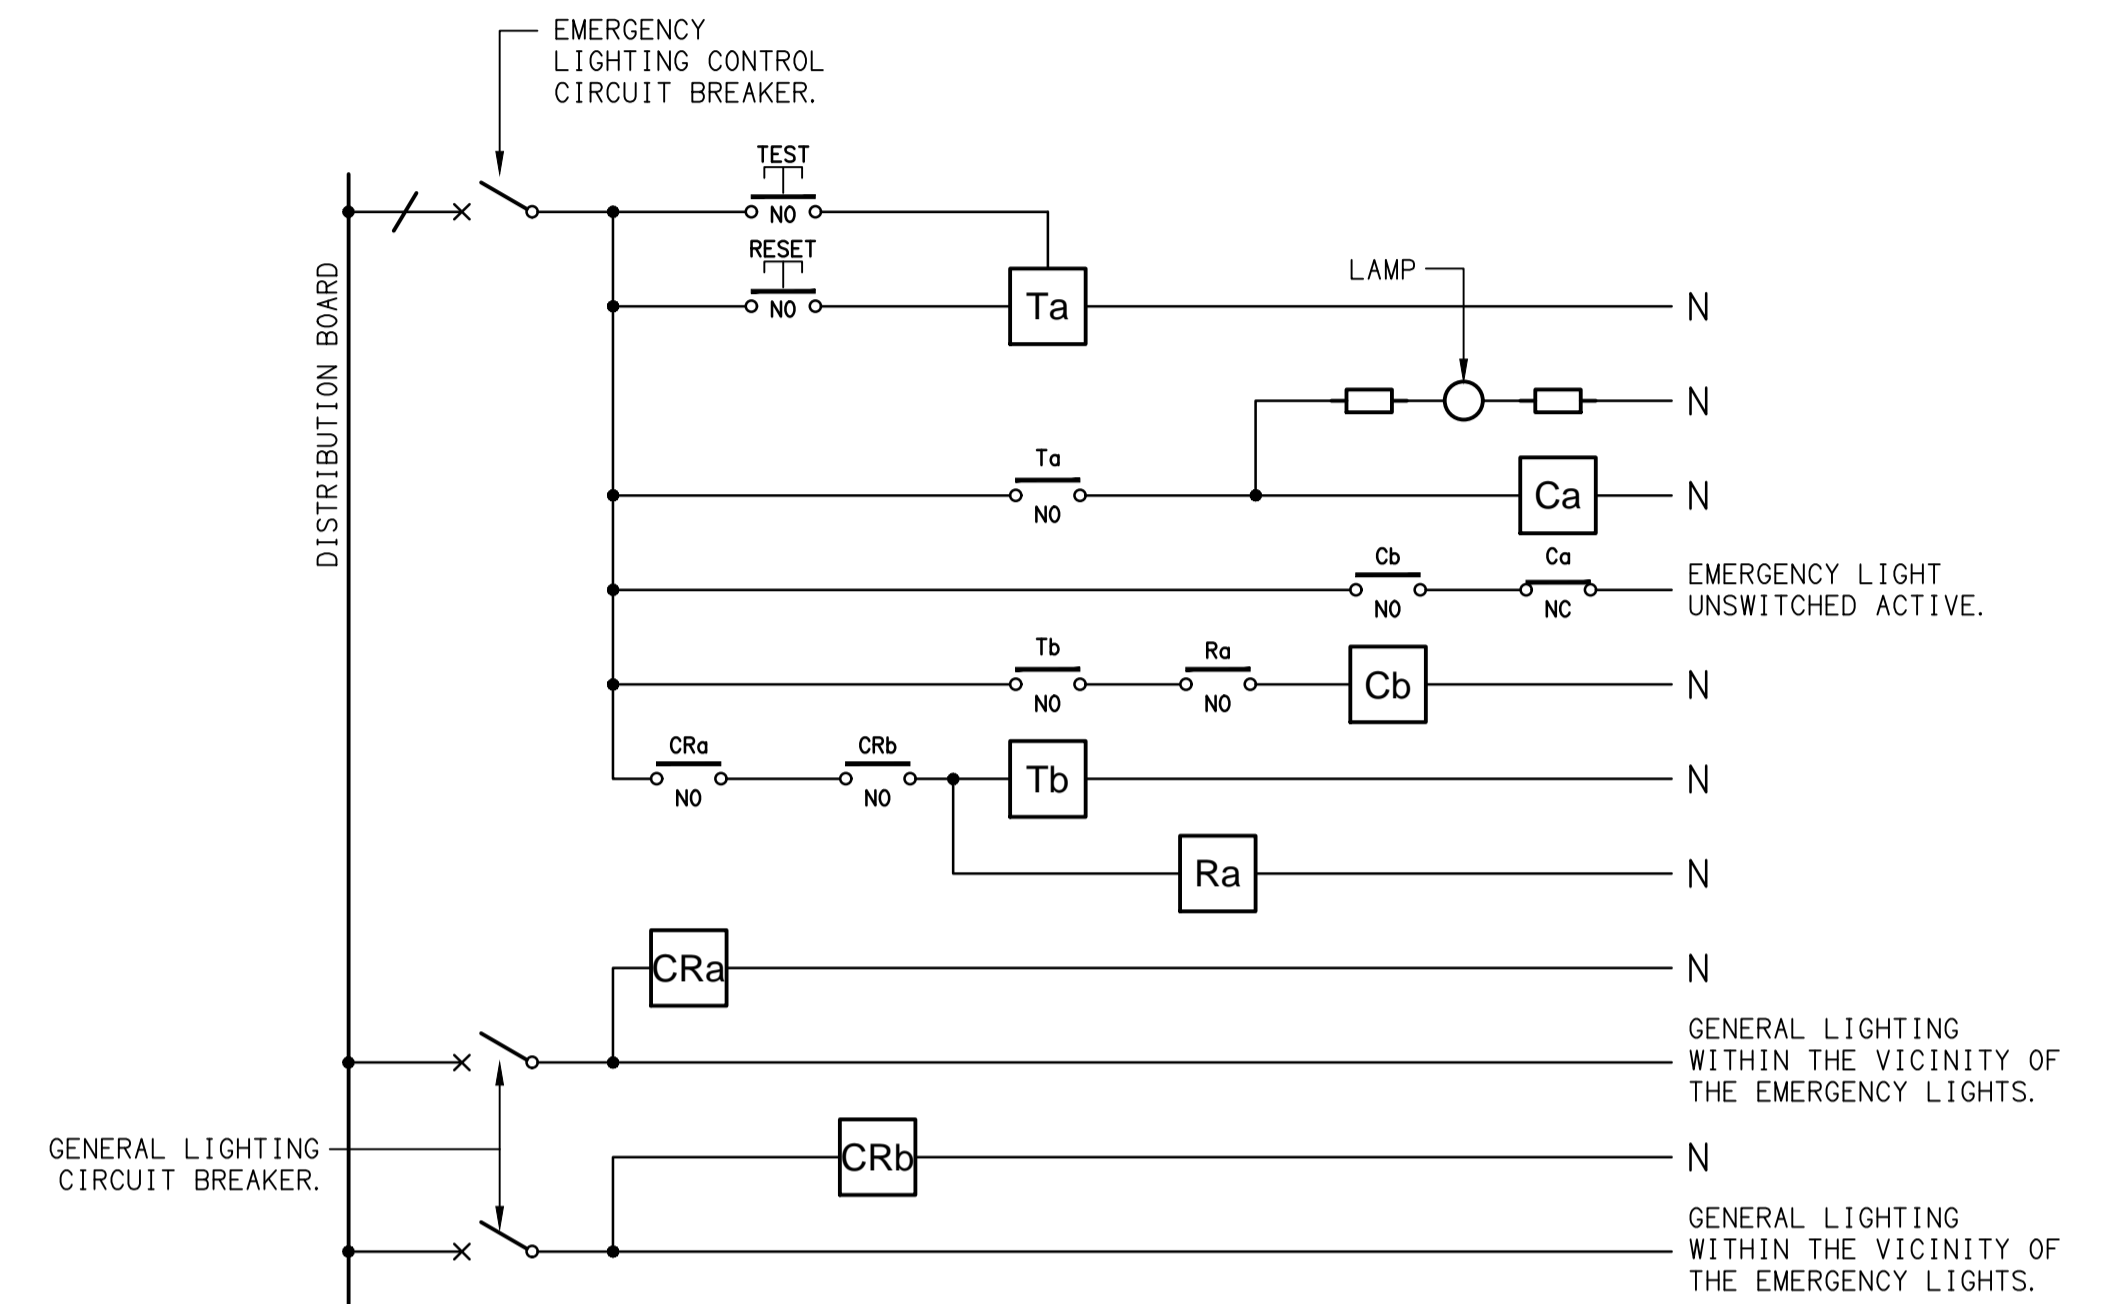 EMERGENCY
LIGHTING CONTROL
CIRCUIT BREAKER.
TEST
NO
RESET
NO
Ta
N
LAMP
N
Ta
NO
Ca
N
DISTRIBUTION BOARD
Cb
NO
Ca
NC
EMERGENCY LIGHT
UNSWITCHED ACTIVE.
Tb
NO
Ra
NO
Cb
N
CRa
NO
CRb
NO
Tb
N
Ra
N
CRa
N
GENERAL LIGHTING
WITHIN THE VICINITY OF
THE EMERGENCY LIGHTS.
GENERAL LIGHTING
CIRCUIT BREAKER.
CRb
N
GENERAL LIGHTING
WITHIN THE VICINITY OF
THE EMERGENCY LIGHTS.